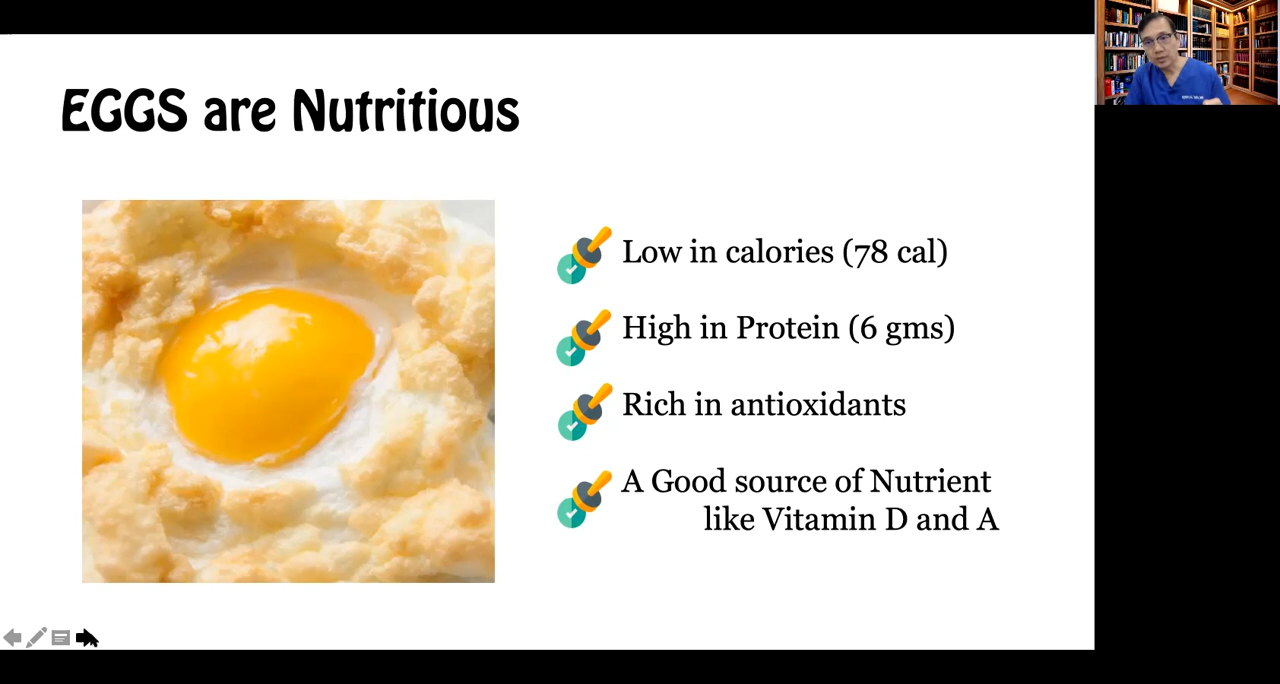 EGGS are Nutritious
Low in calories (78 cal)
High in Protein (6 gms)
Rich in antioxidants
A Good source of Nutrient
like Vitamin D and A